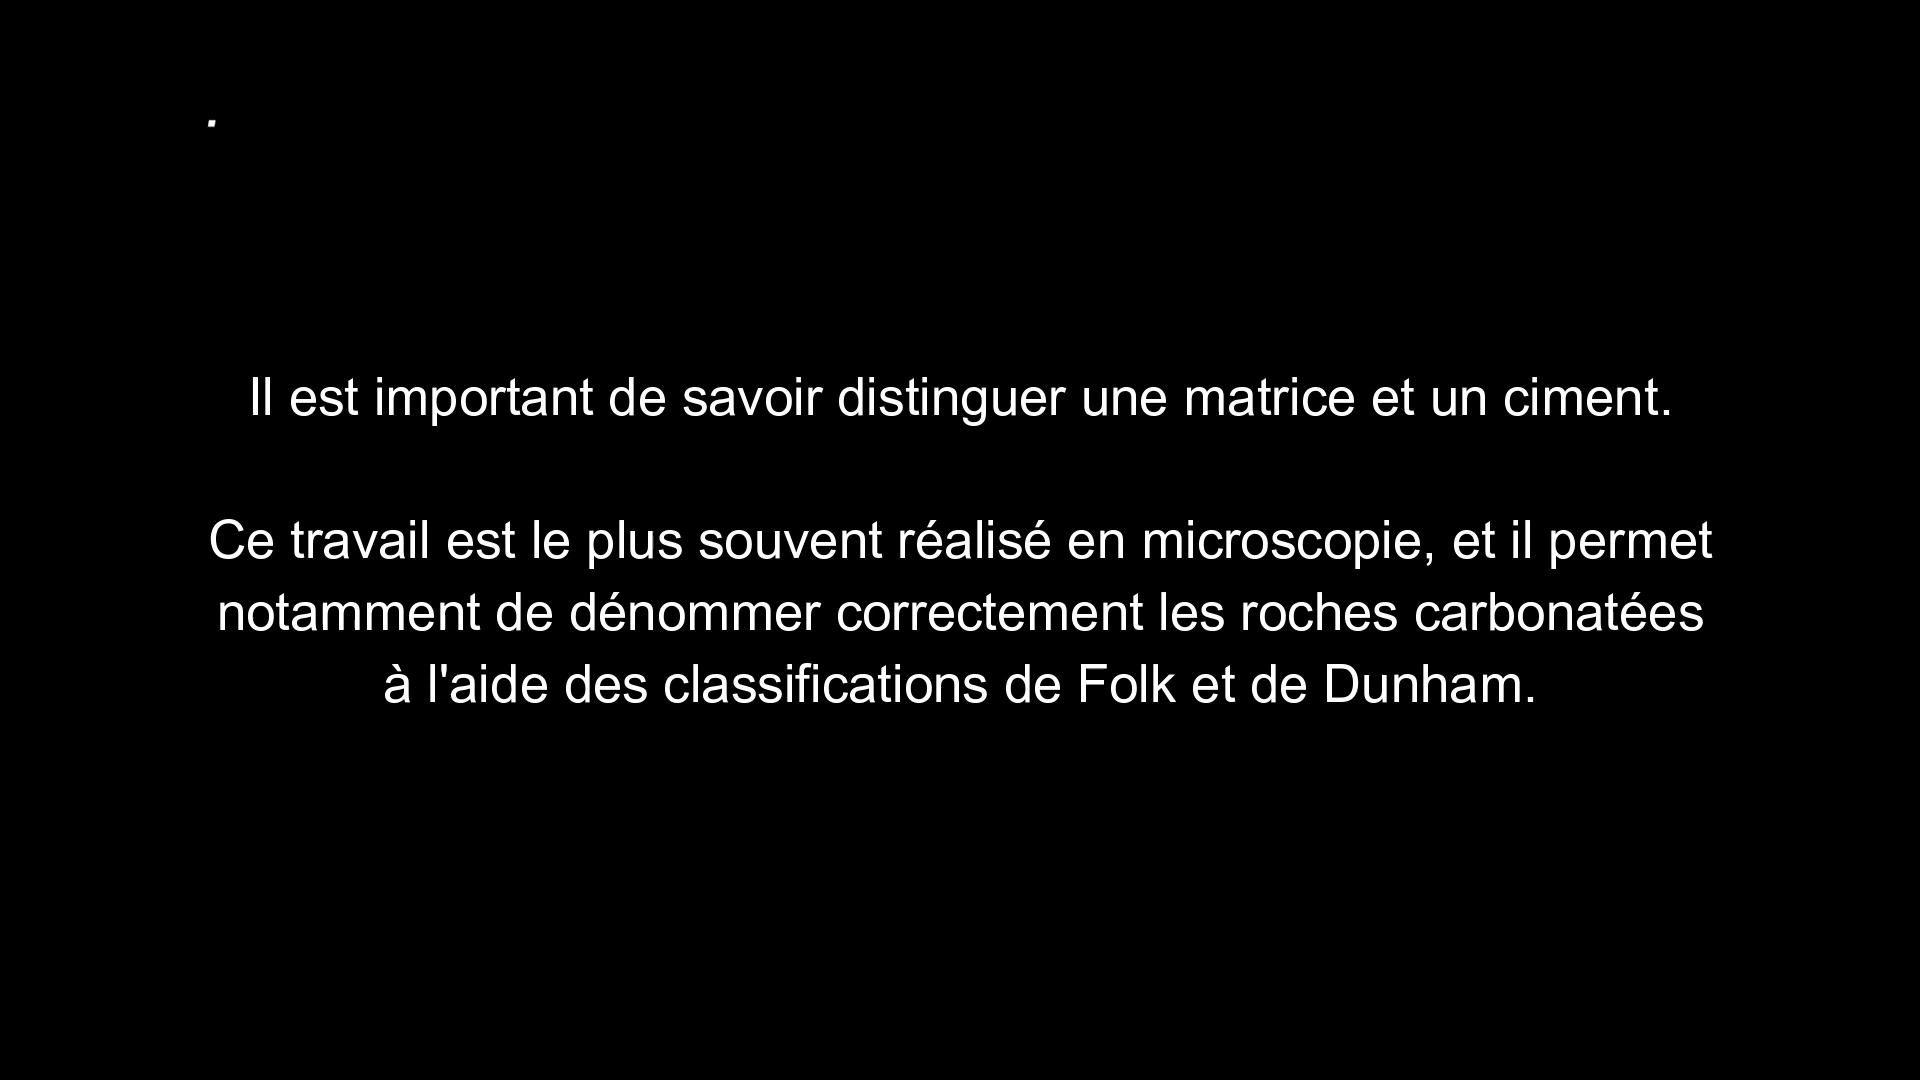 .
Il est important de savoir distinguer une matrice et un ciment.
Ce travail est le plus souvent réalisé en microscopie, et il permet
notamment de dénommer correctement les roches carbonatées
à l'aide des classifications de Folk et de Dunham.